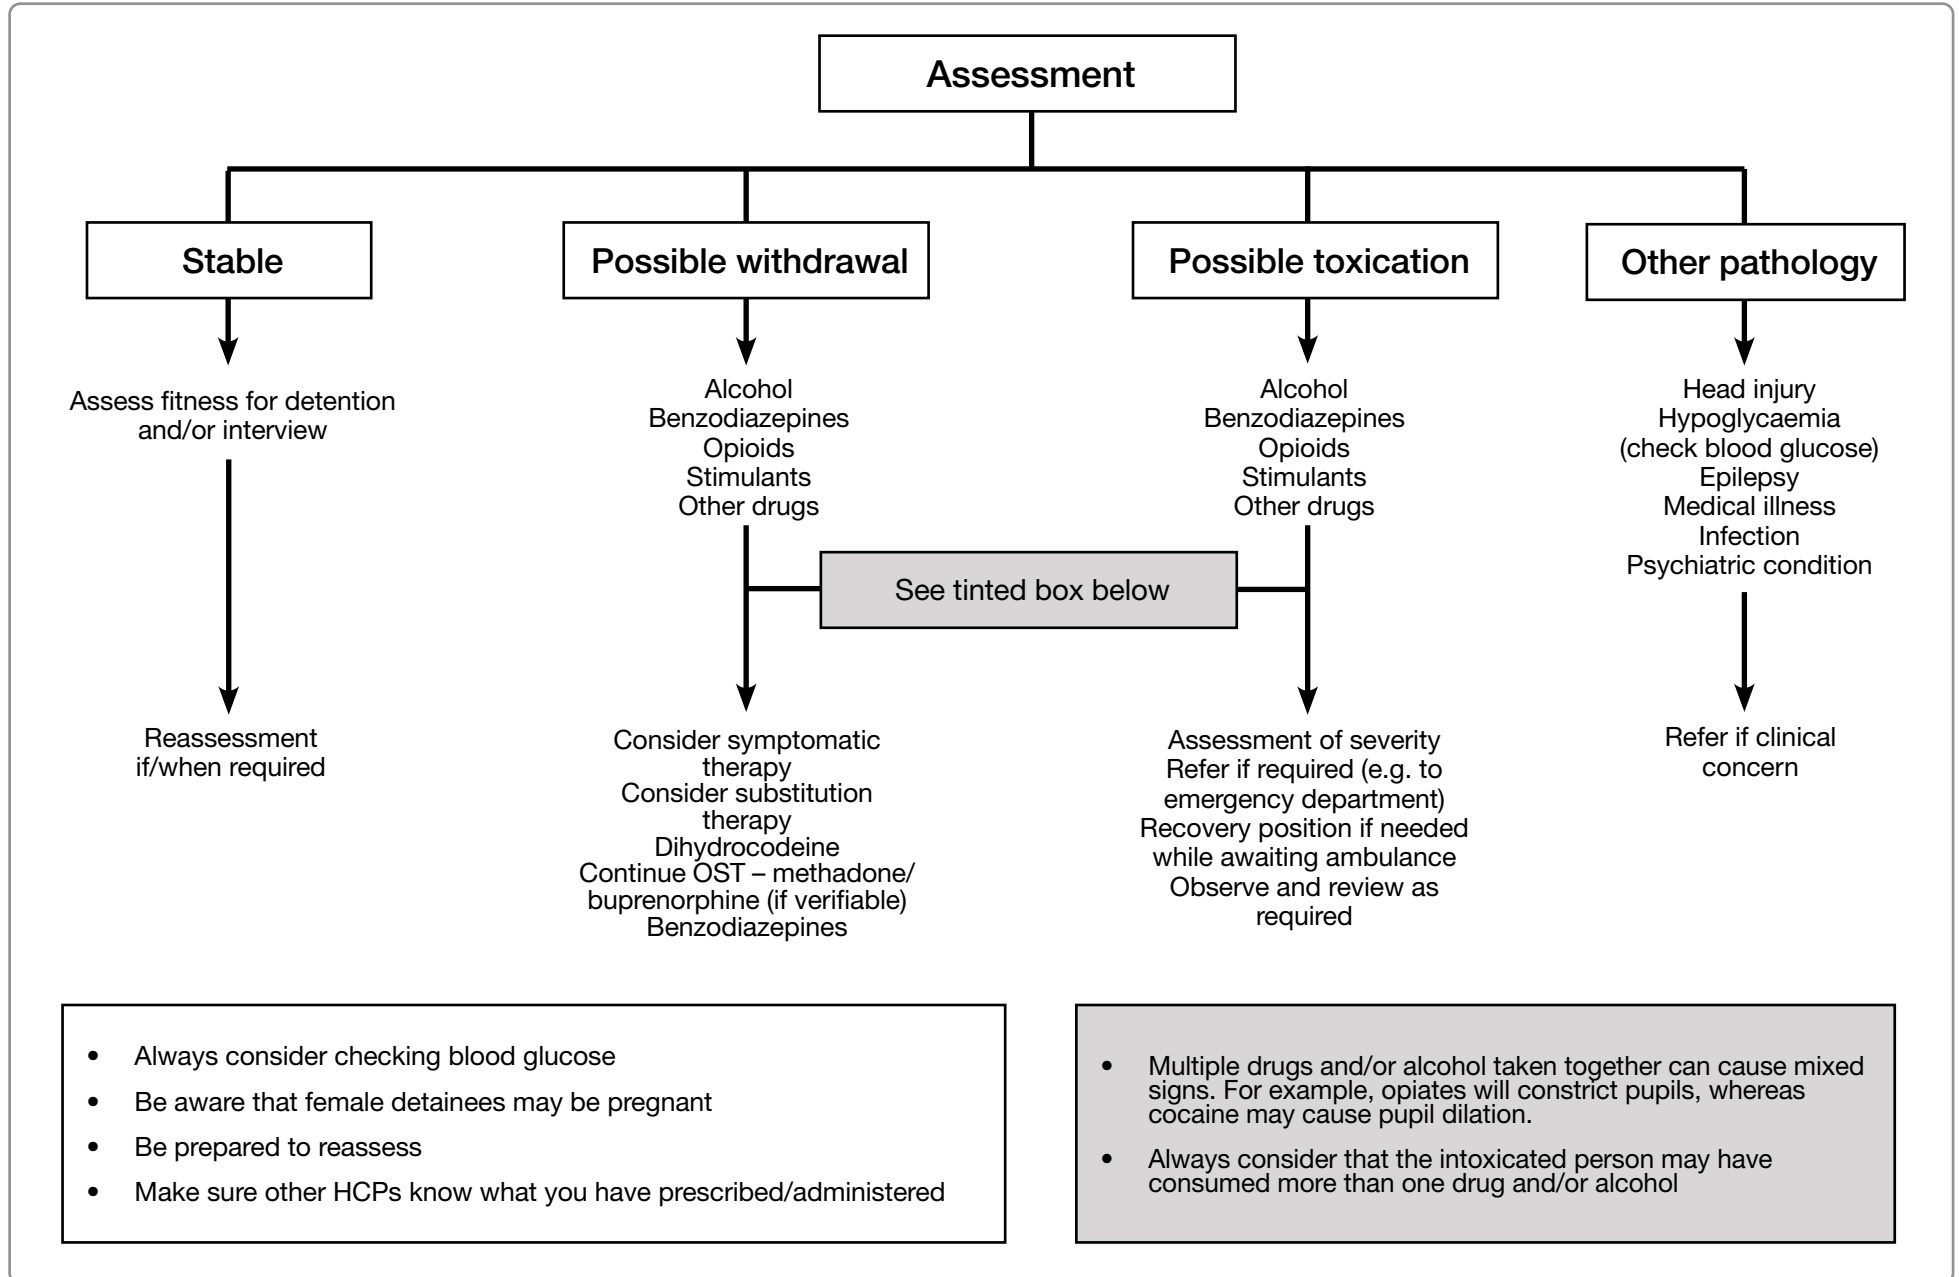 Assessment
Stable
Possible withdrawal
Possible toxication
Other pathology
Assess fitness for detention
and/or interview
Reassessment
if/when required
Alcohol
Benzodiazepines
Opioids
Stimulants
Other drugs
Alcohol
Benzodiazepines
Opioids
Stimulants
Other drugs
Head injury
Hypoglycaemia
(check blood glucose)
Epilepsy
Medical illness
Infection
Psychiatric condition
See tinted box below
Consider symptomatic
therapy
Consider substitution
therapy
Dihydrocodeine
Continue OST – methadone/
buprenorphine (if verifiable)
Benzodiazepines
Assessment of severity
Refer if required (e.g. to
emergency department)
Recovery position if needed
while awaiting ambulance
Observe and review as
required
Refer if clinical
concern
• Always consider checking blood glucose
• Be aware that female detainees may be pregnant
• Be prepared to reassess
• Make sure other HCPs know what you have prescribed/administered
• Multiple drugs and/or alcohol taken together can cause mixed
signs. For example, opiates will constrict pupils, whereas
cocaine may cause pupil dilation.
• Always consider that the intoxicated person may have
consumed more than one drug and/or alcohol